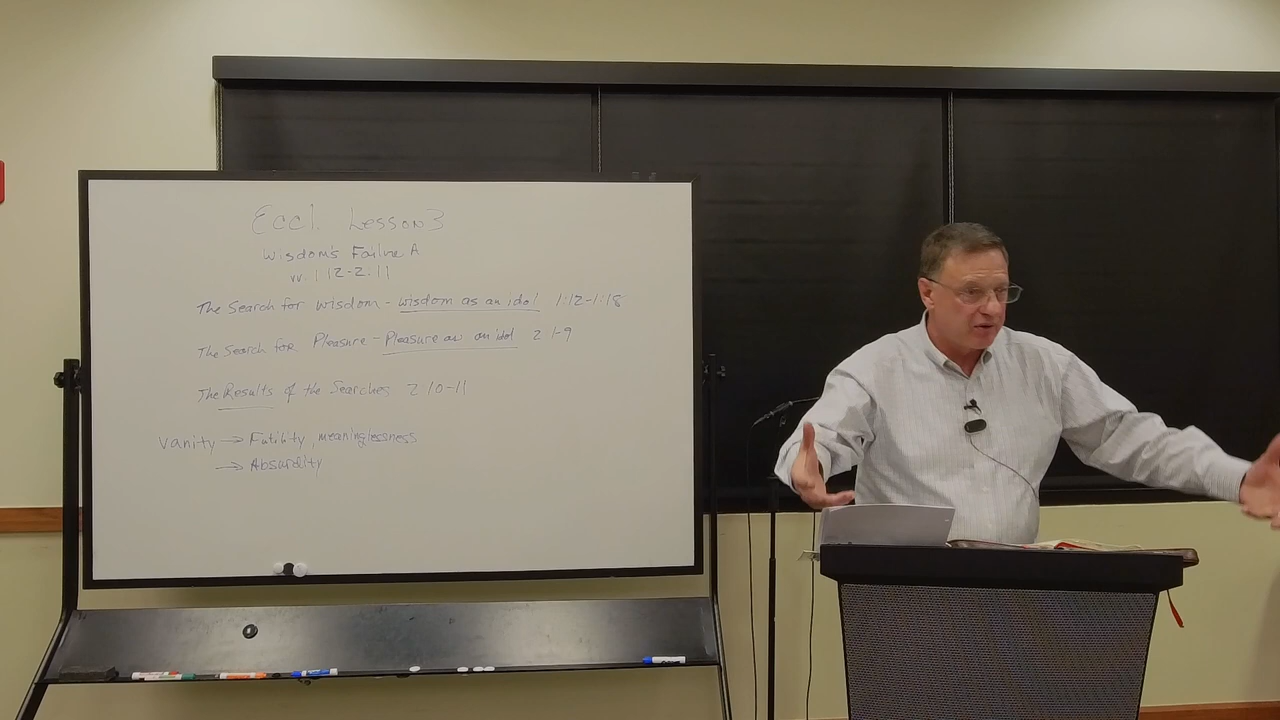 Eccl. Lesson 3
Wisdom's Failure A
vv. 1:12-2:11
The Search for wisdom - wisdom as an idol 1:12-1:18
The Search for Pleasure - Pleasure as an idol 2:1-9
The Results of the Searches 2:10-11
Vanity → Futility, meaninglessness
→ Absurdity